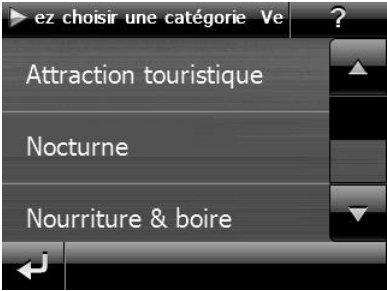 ez choisir une catégorie Ve ?
Attraction touristique
Nocturne
Nourriture & boire